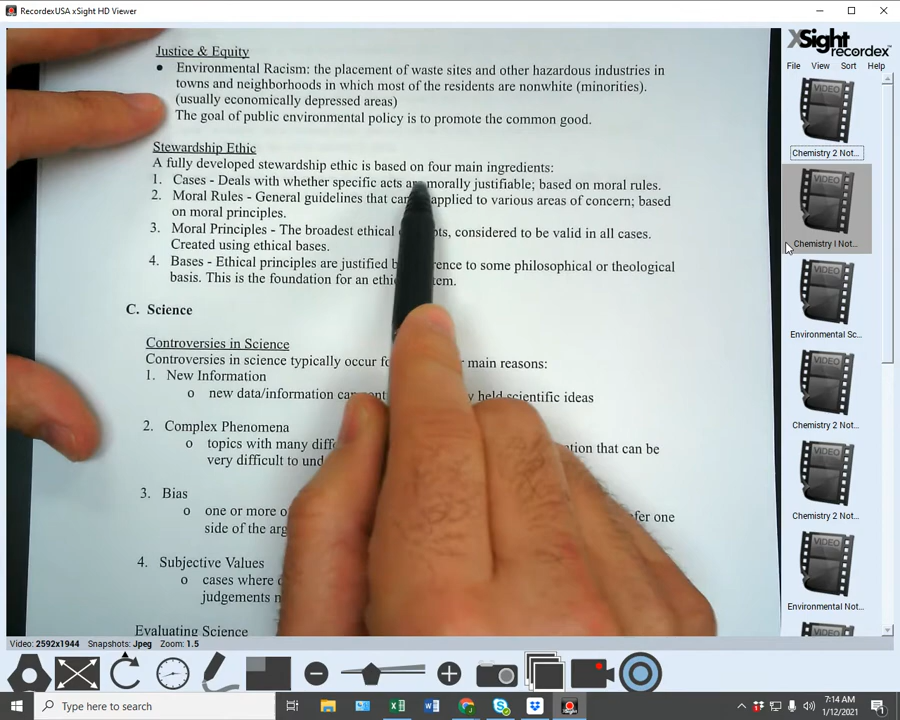 RecordexUSA xSight HD Viewer
Justice & Equity
Environmental Racism: the placement of waste sites and other hazardous industries in
towns and neighborhoods in which most of the residents are nonwhite (minorities).
(usually economically depressed areas)
The goal of public environmental policy is to promote the common good.
Stewardship Ethic
A fully developed stewardship ethic is based on four main ingredients:
1. Cases - Deals with whether specific acts are morally justifiable; based on moral rules.
2. Moral Rules - General guidelines that can applied to various areas of concern; based
on moral principles.
3. Moral Principles - The broadest ethical considered to be valid in all cases.
Created using ethical bases.
4. Bases - Ethical principles are justified to some philosophical or theological
basis. This is the foundation for an
C. Science
Controversies in Science
Controversies in science typically occur main reasons:
1. New Information
o new data/information held scientific ideas
2. Complex Phenomena
o topics with many that can be
very difficult to
3. Bias
o one or more one
side of the
4. Subjective Values
o cases where
judgements
Evaluating Science
xSight
recordex
File View Sort Help
VIDEO
Chemistry 2 Not...
VIDEO
Chemistry I Not...
VIDEO
Environmental Sc...
VIDEO
Chemistry 2 Not...
VIDEO
Chemistry 2 Not...
VIDEO
Environmental Not...
VIDEO
Video: 2592x1944 Snapshots: Jpeg Zoom: 1.5
Type here to search
7:14 AM
1/12/2021